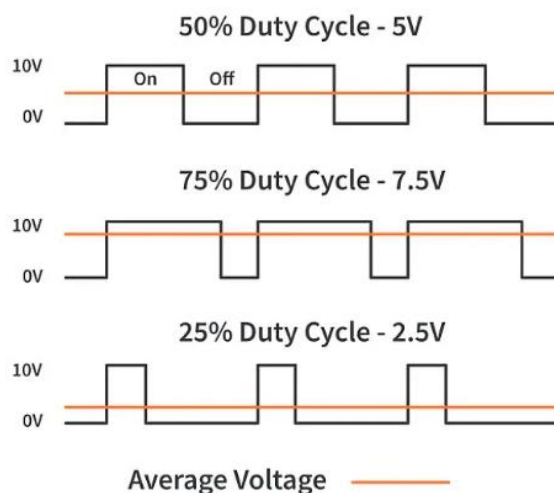 50% Duty Cycle - 5V
10V
On
Off
0V
75% Duty Cycle - 7.5V
10V
0V
25% Duty Cycle - 2.5V
10V
0V
Average Voltage